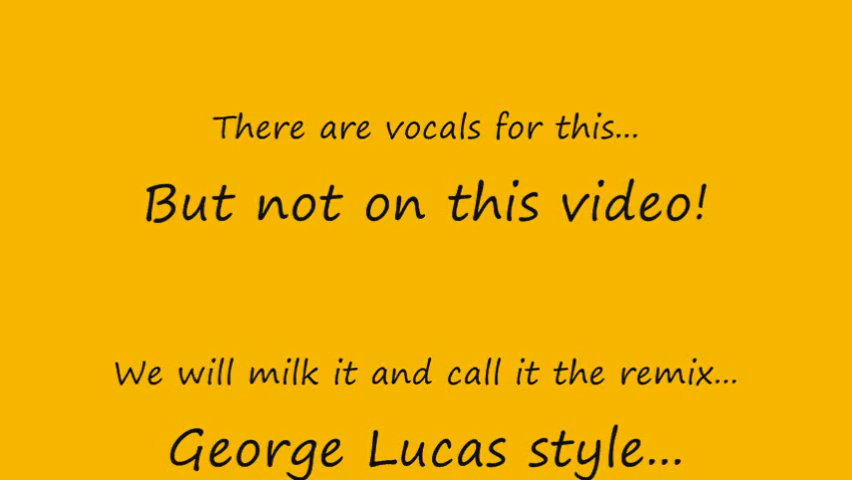 There are vocals for this...
But not on this video!
We will milk it and call it the remix...
George Lucas style...